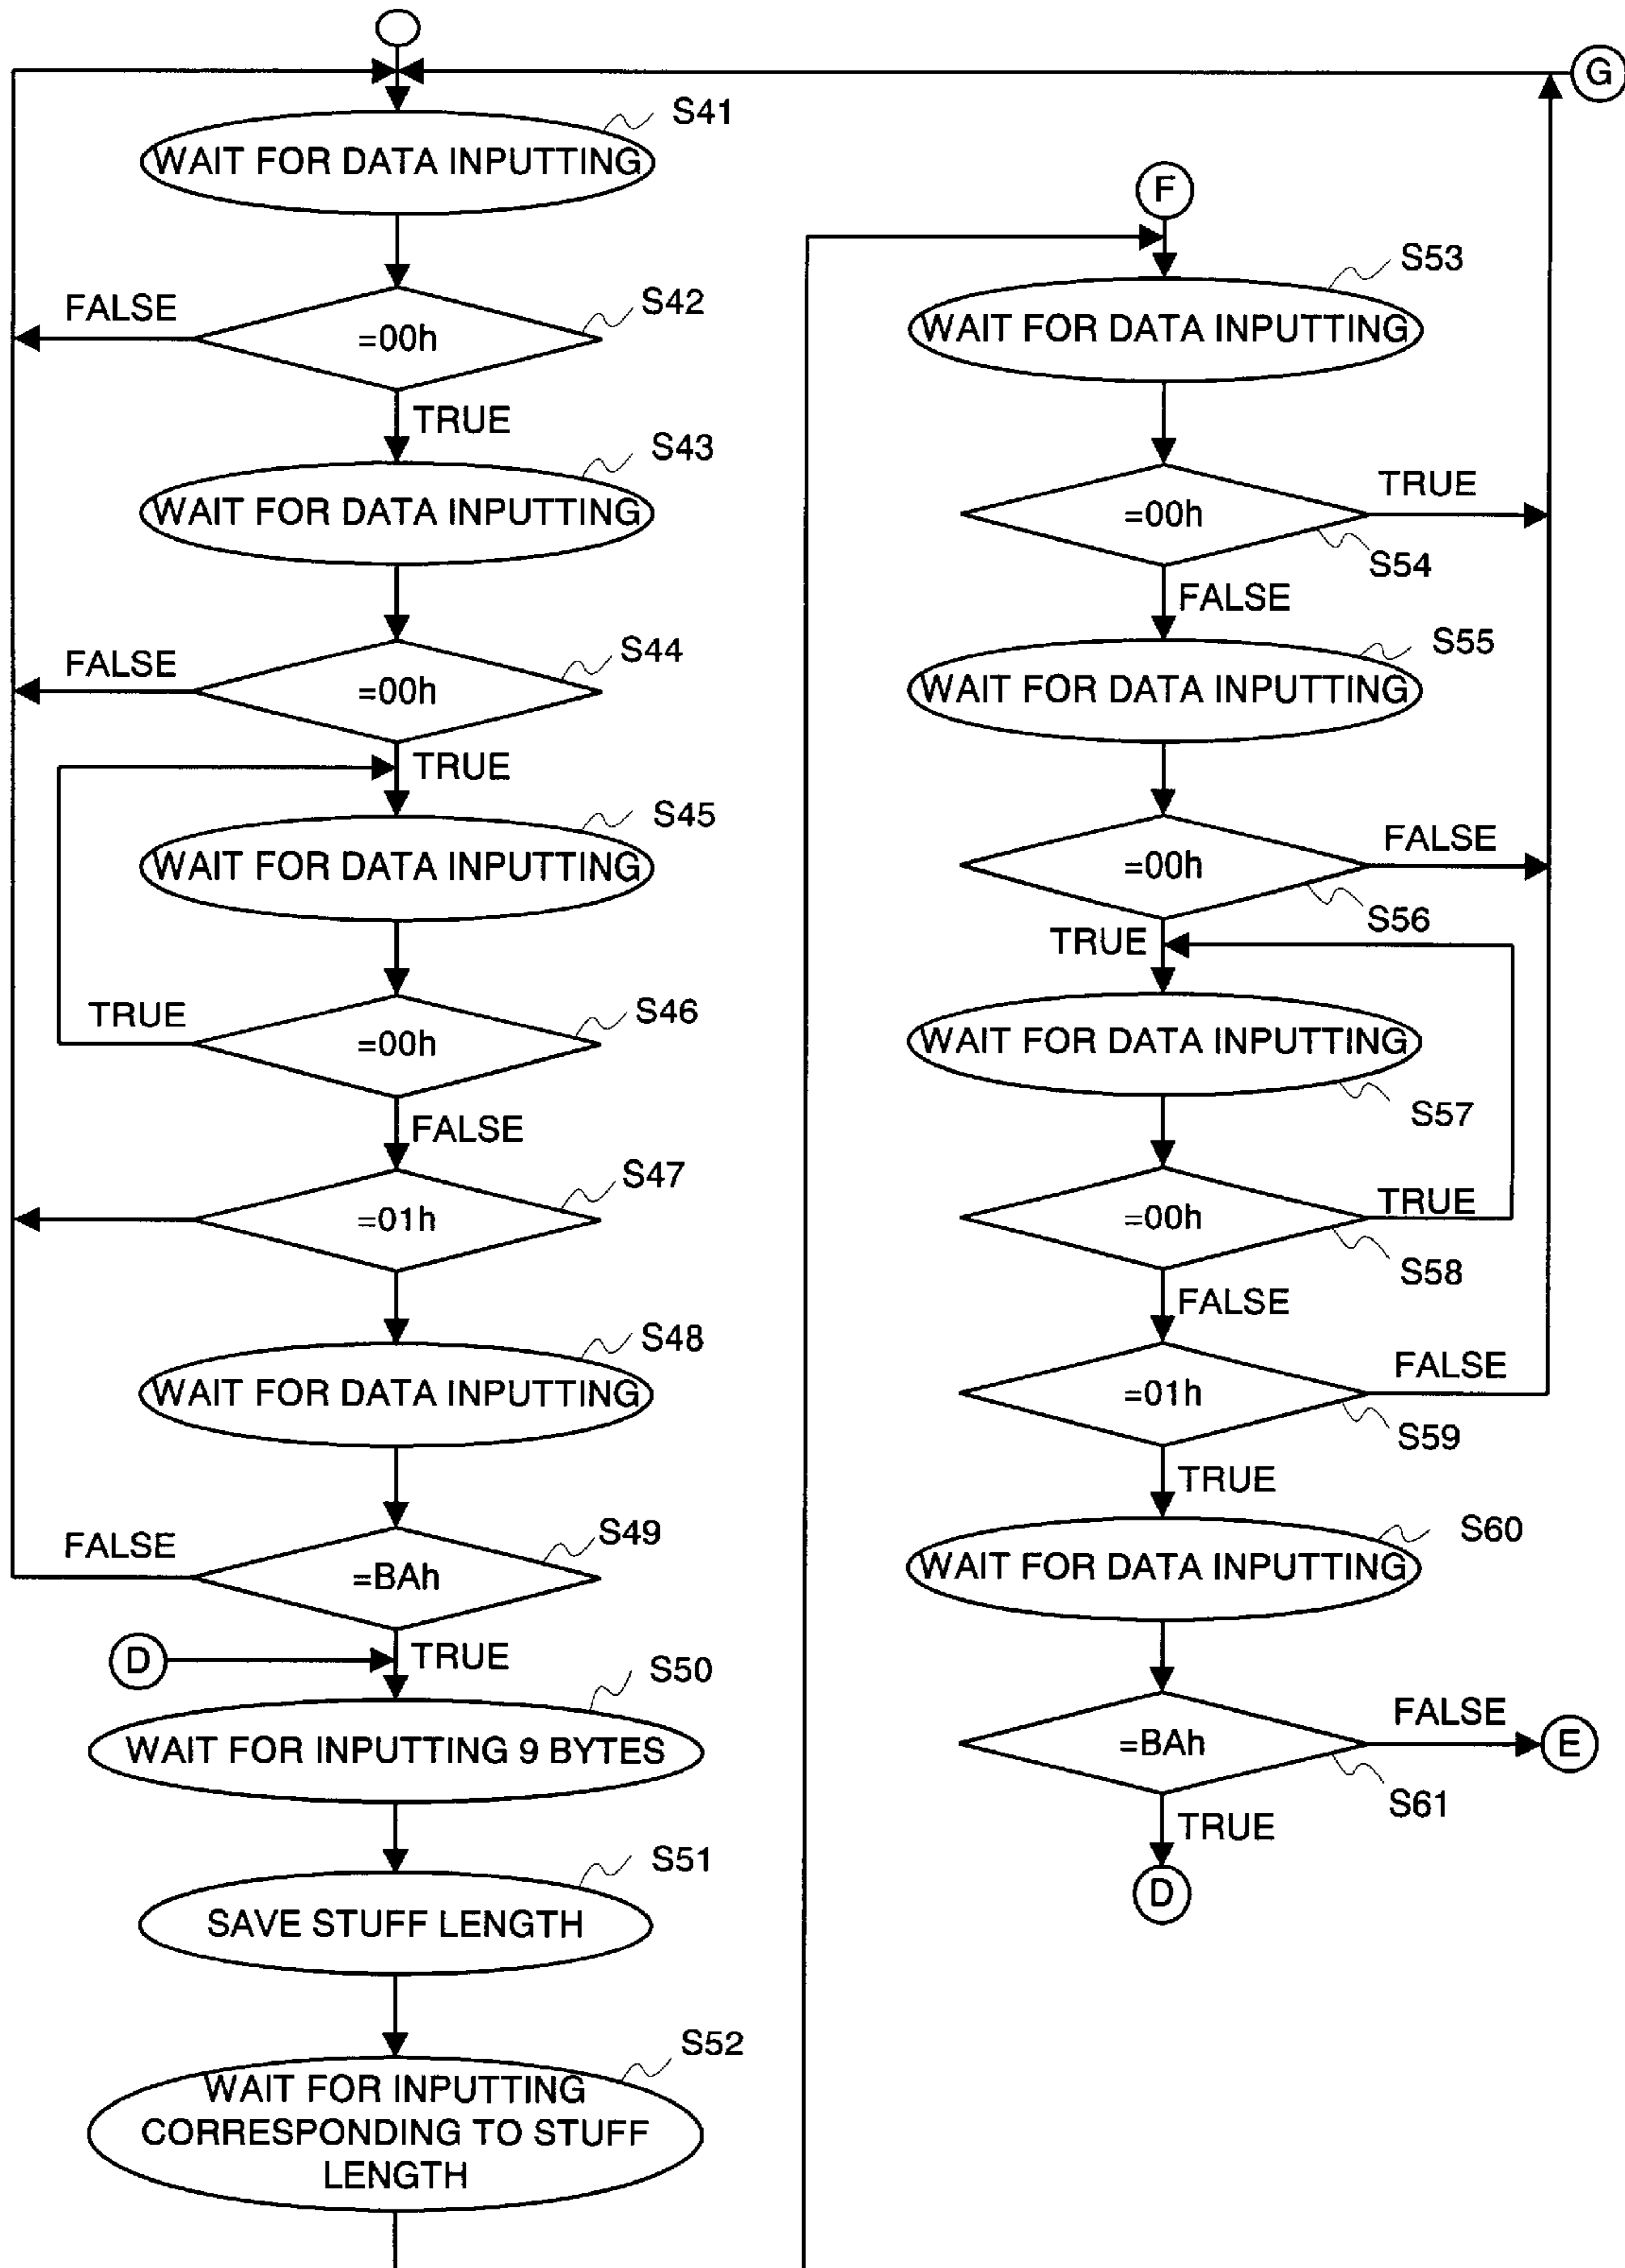 G
S41
WAIT FOR DATA INPUTTING
S42
FALSE
=00h
TRUE
S43
WAIT FOR DATA INPUTTING
S44
FALSE
=00h
TRUE
S45
WAIT FOR DATA INPUTTING
S46
TRUE
=00h
FALSE
S47
=01h
S48
WAIT FOR DATA INPUTTING
S49
FALSE
=BAh
D
TRUE
S50
WAIT FOR INPUTTING 9 BYTES
S51
SAVE STUFF LENGTH
S52
WAIT FOR INPUTTING
CORRESPONDING TO STUFF
LENGTH
F
S53
WAIT FOR DATA INPUTTING
TRUE
=00h
S54
FALSE
S55
WAIT FOR DATA INPUTTING
FALSE
=00h
S56
TRUE
WAIT FOR DATA INPUTTING
S57
TRUE
=00h
S58
FALSE
FALSE
=01h
S59
TRUE
S60
WAIT FOR DATA INPUTTING
FALSE
=BAh
E
S61
TRUE
D